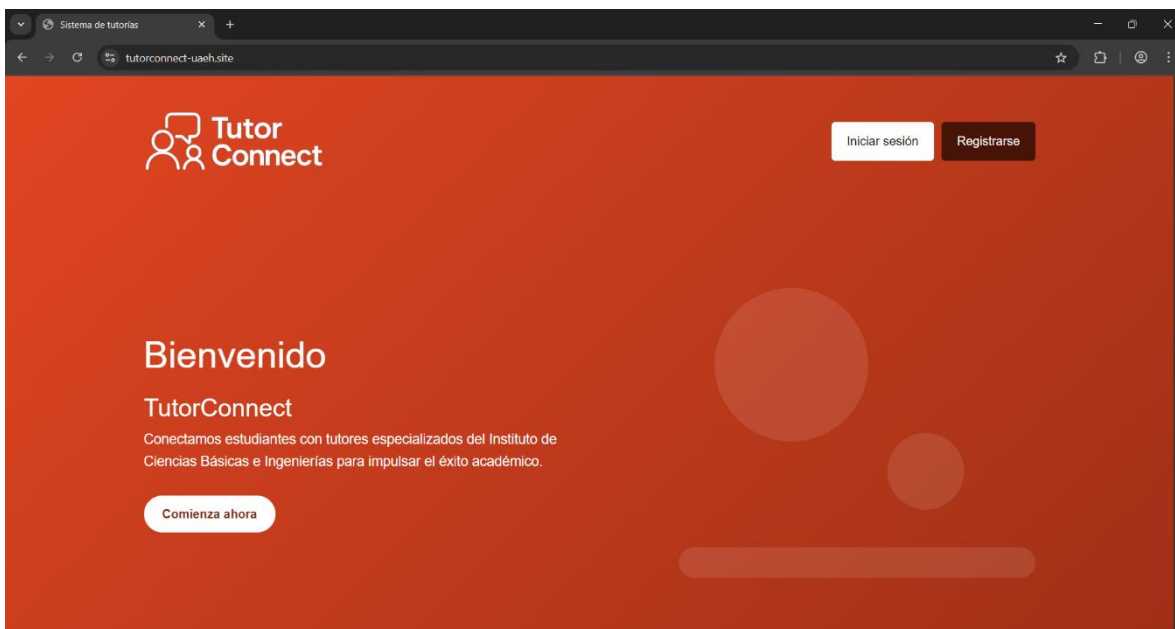 Sistema de tutorías
tutorconnect-uaeh.site
Tutor
Connect
Iniciar sesión
Registrarse
Bienvenido
TutorConnect
Conectamos estudiantes con tutores especializados del Instituto de
Ciencias Básicas e Ingenierías para impulsar el éxito académico.
Comienza ahora